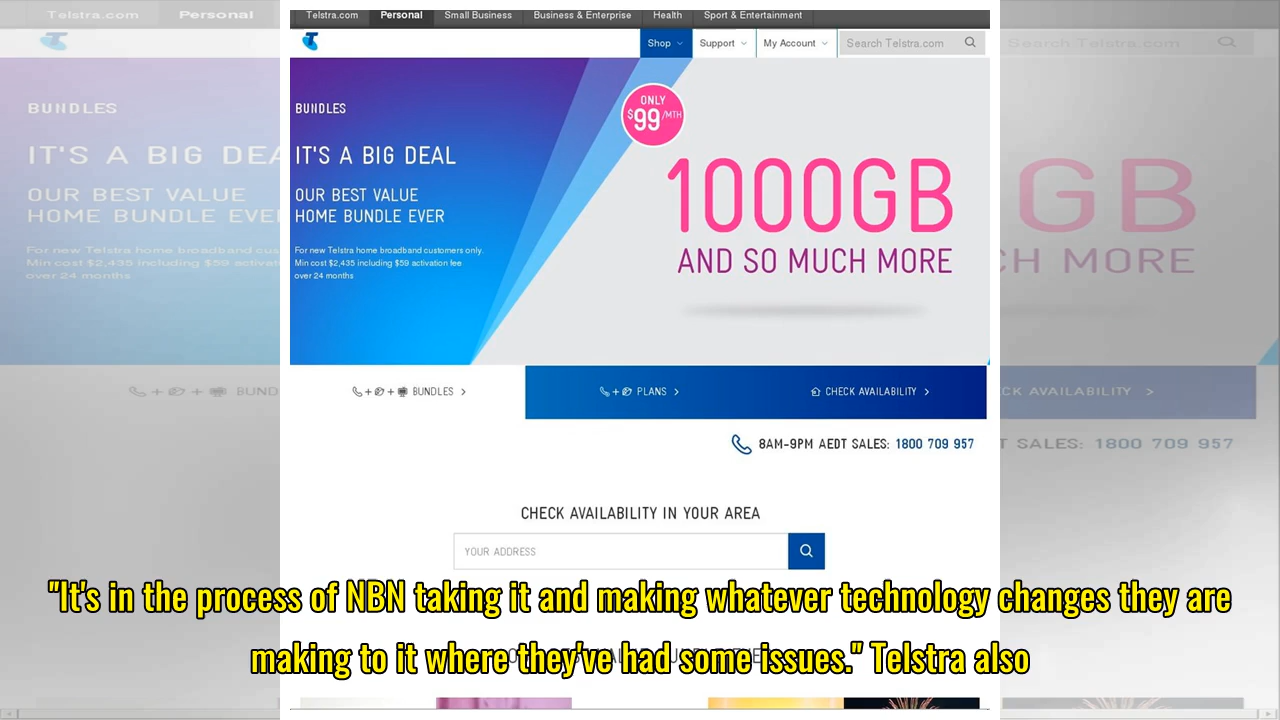 Telstra.com Personal Small Business Business & Enterprise Health Sport & Entertainment
Shop Support My Account Search Telstra.com
BUNDLES
IT'S A BIG DEAL
OUR BEST VALUE
HOME BUNDLE EVER
For new Telstra home broadband customers only.
Min cost $2,435 including $59 activation fee
over 24 months
ONLY
$99/MTH
1000GB
AND SO MUCH MORE
+ + BUNDLES > + PLANS > CHECK AVAILABILITY >
8AM-9PM AEDT SALES: 1800 709 957
CHECK AVAILABILITY IN YOUR AREA
YOUR ADDRESS
"It's in the process of NBN taking it and making whatever technology changes they are
making to it where they've had some issues." Telstra also